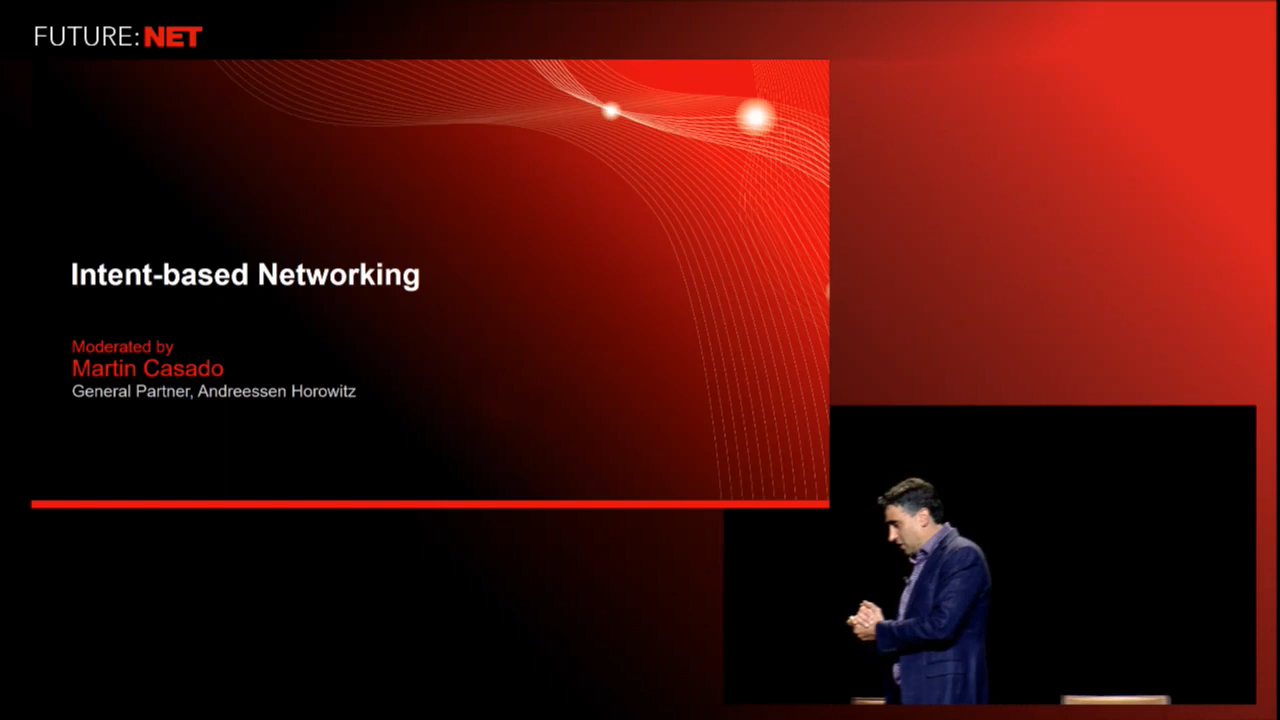 FUTURE:NET
Intent-based Networking
Moderated by
Martin Casado
General Partner, Andreessen Horowitz